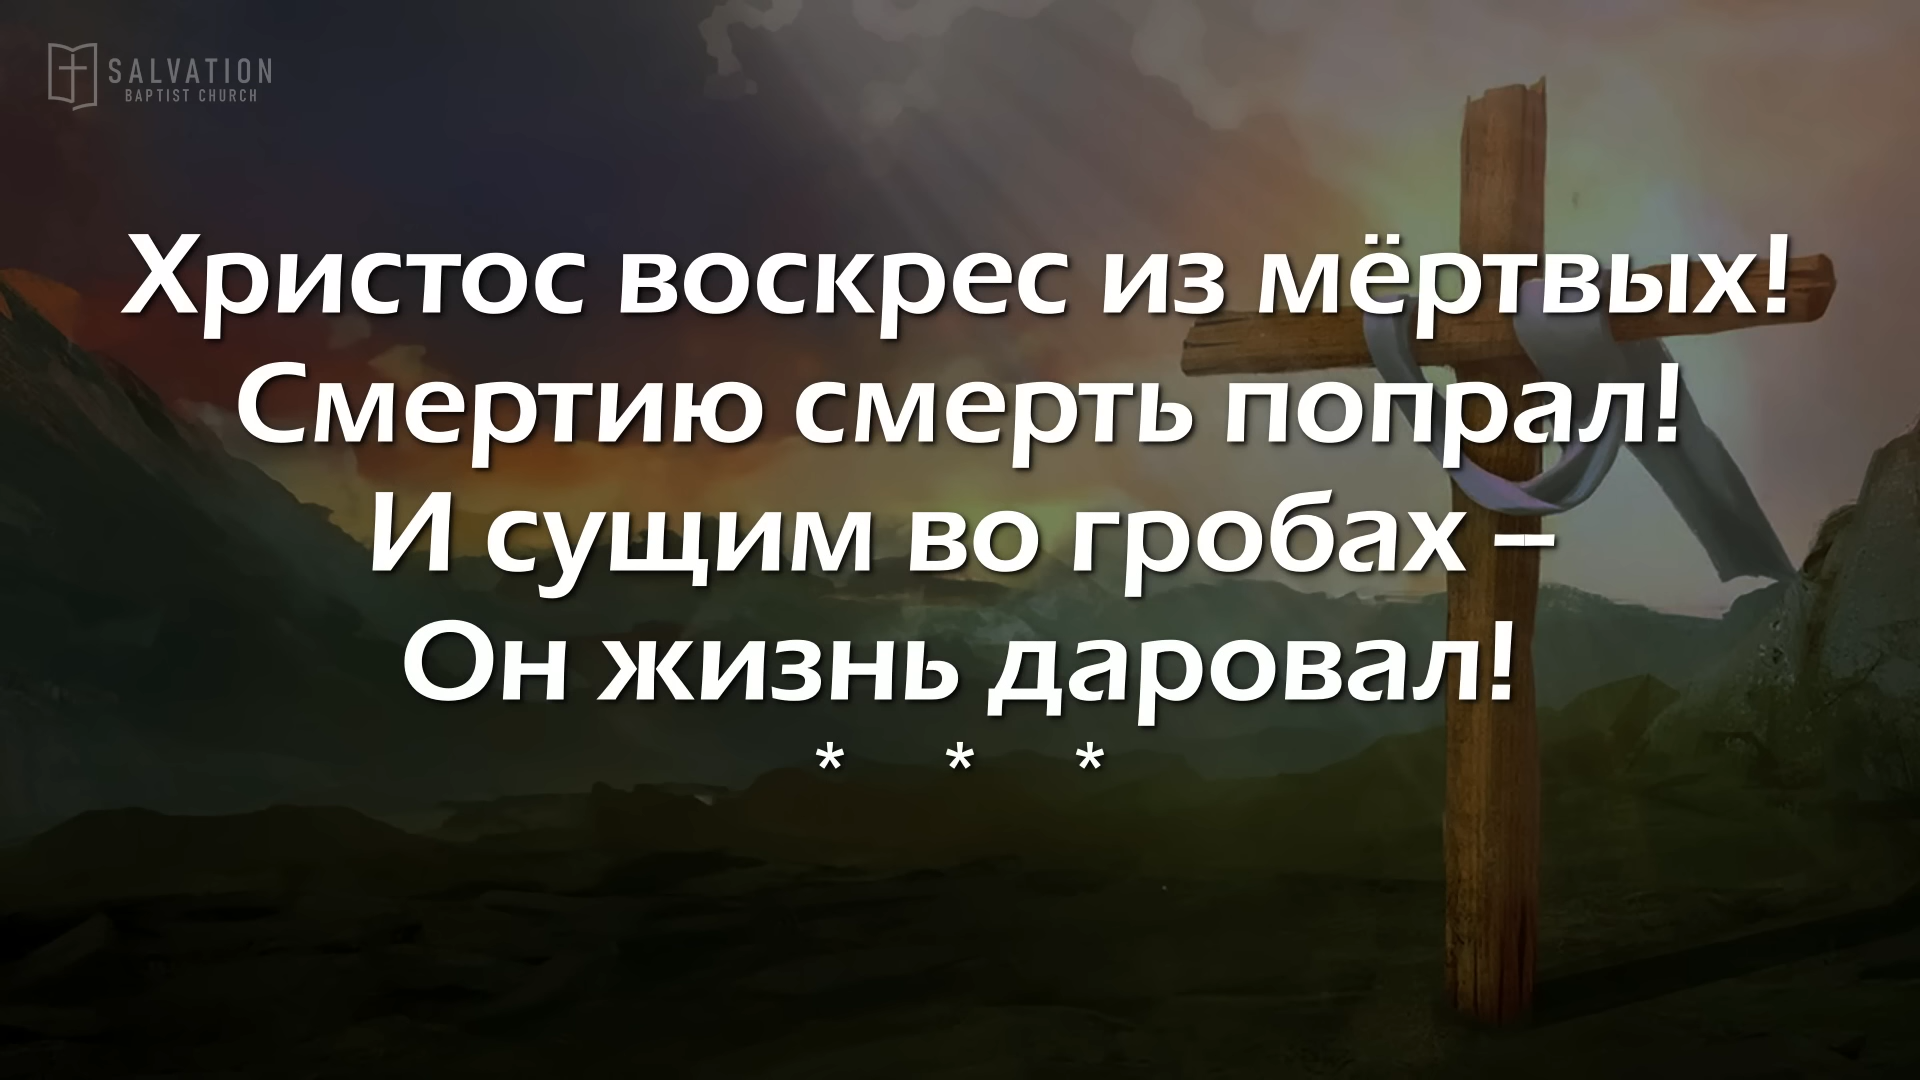 SALVATION
BAPTIST CHURCH
Христос воскрес из мёртвых!
Смертию смерть попрал!
И сущим во гробах –
Он жизнь даровал!
* * *